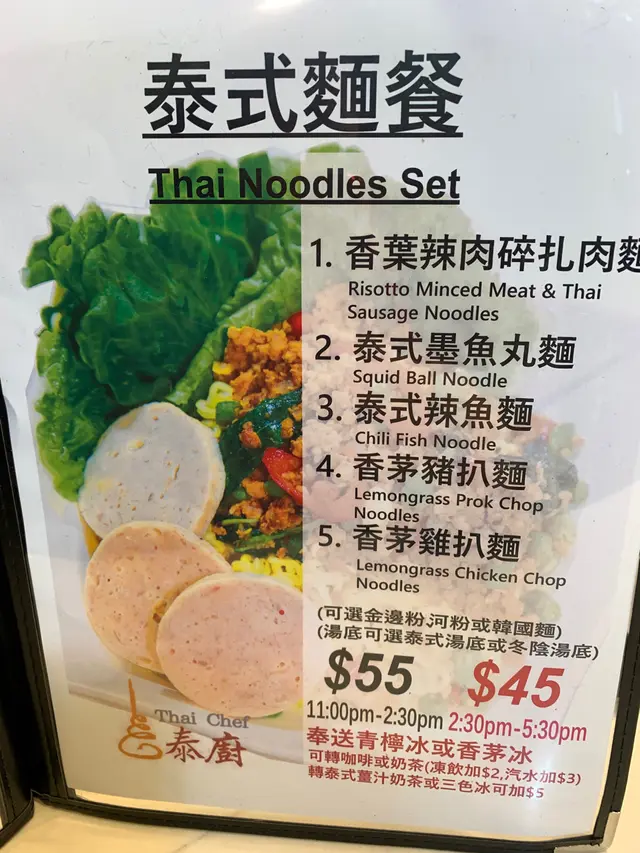 泰式麵餐
Thai Noodles Set
1. 香葉辣肉碎扎肉麵
Risotto Minced Meat & Thai
Sausage Noodles
2. 泰式墨魚丸麵
Squid Ball Noodle
3. 泰式辣魚麵
Chili Fish Noodle
4. 香茅豬扒麵
Lemongrass Prok Chop
Noodles
5. 香茅雞扒麵
Lemongrass Chicken Chop
Noodles
(可選金邊粉,河粉或韓國麵)
(湯底可選泰式湯底或冬陰湯底)
$55 $45
11:00pm-2:30pm 2:30pm-5:30pm
奉送青檸冰或香茅冰
可轉咖啡或奶茶(凍飲加$2,汽水加$3)
轉泰式薑汁奶茶或三色冰可加$5
Thai Chef
泰廚